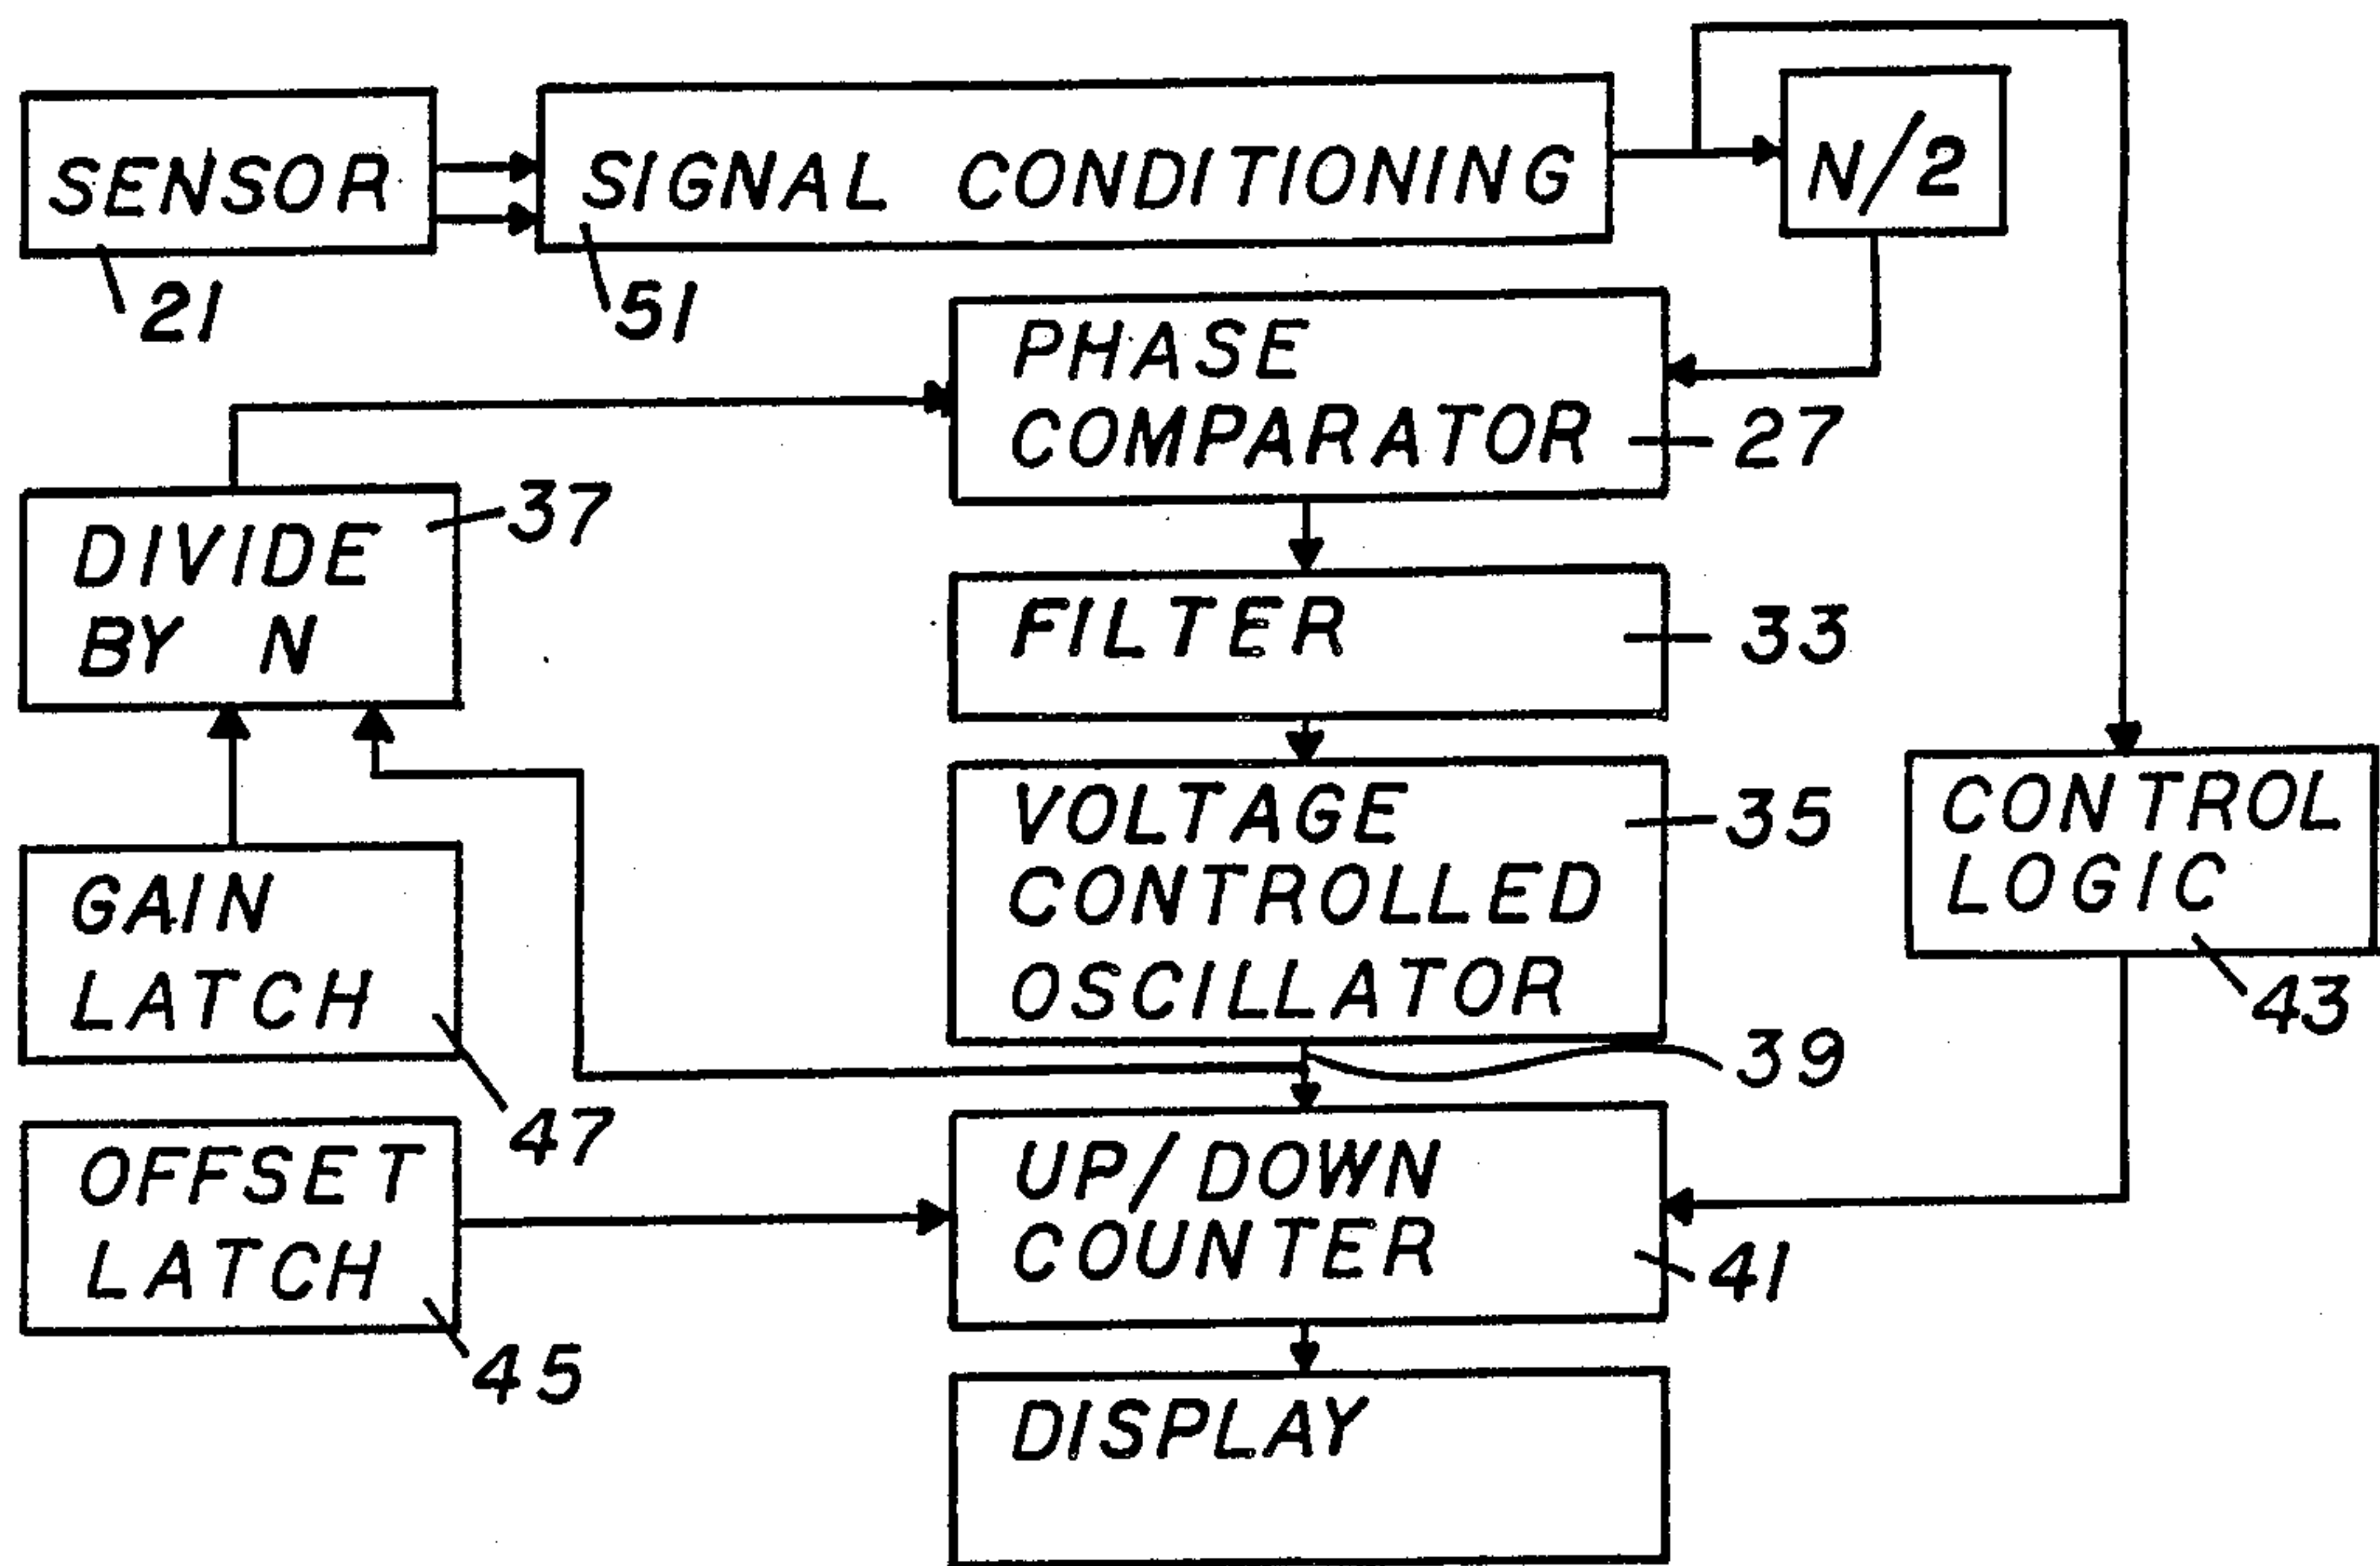 SENSOR
21
SIGNAL CONDITIONING
51
N/2
PHASE
COMPARATOR
27
DIVIDE
BY N
37
FILTER
33
VOLTAGE
CONTROLLED
OSCILLATOR
35
CONTROL
LOGIC
43
GAIN
LATCH
47
39
OFFSET
LATCH
45
UP/DOWN
COUNTER
41
DISPLAY